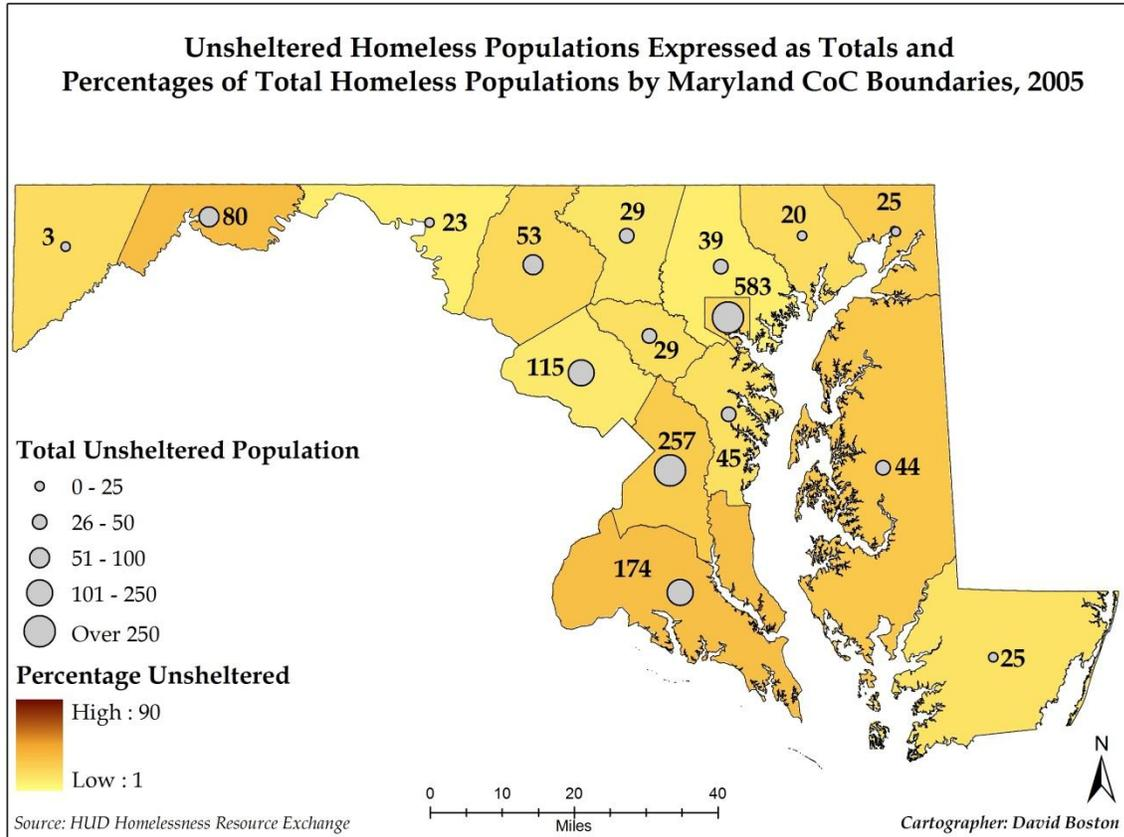 Unsheltered Homeless Populations Expressed as Totals and
Percentages of Total Homeless Populations by Maryland CoC Boundaries, 2005
3
80
23
53
29
39
20
25
583
29
115
257
45
44
174
25
Total Unsheltered Population
0 - 25
26 - 50
51 - 100
101 - 250
Over 250
Percentage Unsheltered
High : 90
Low : 1
0 20 40
Miles
N
Source: HUD Homelessness Resource Exchange
Cartographer: David Boston